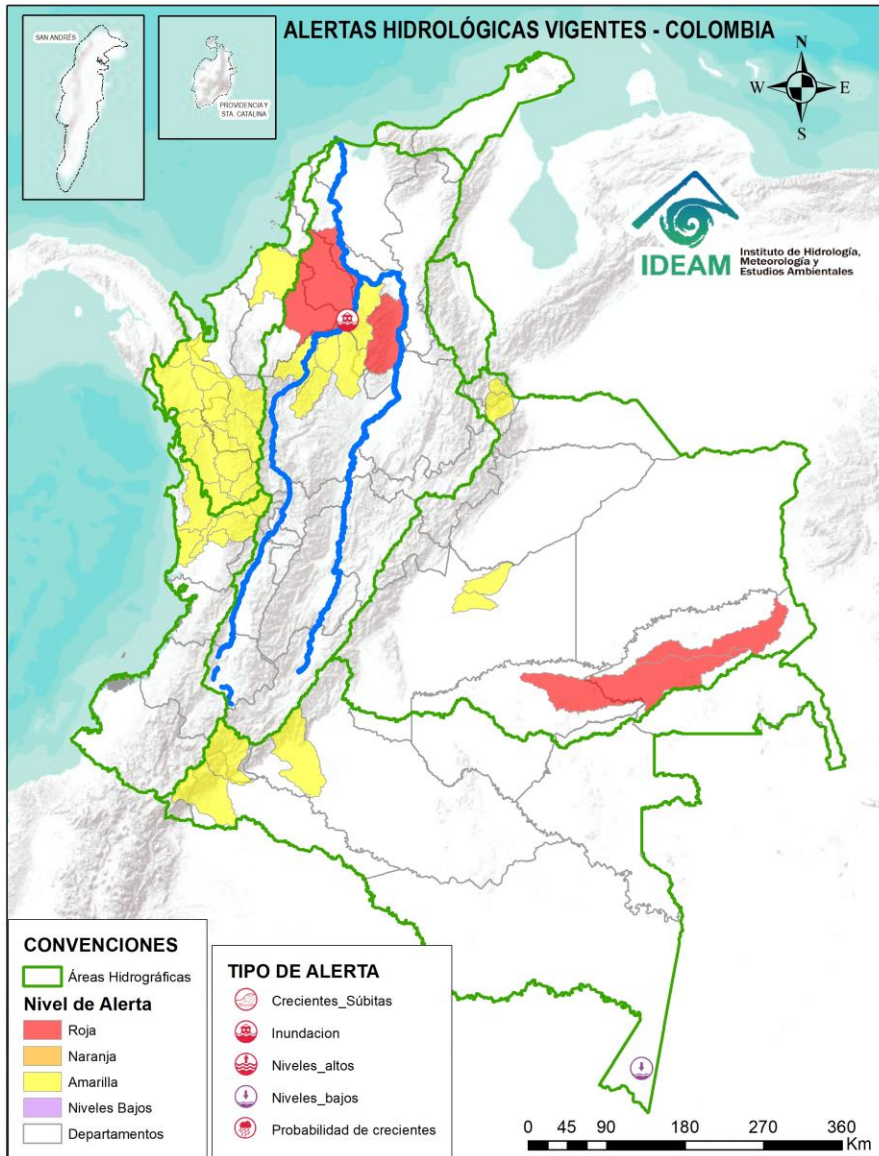 ALERTAS HIDROLÓGICAS VIGENTES - COLOMBIA
SAN ANDRÉS
PROVIDENCIA Y
STA. CATALINA
N
W
E
S
IDEAM
Instituto de Hidrología,
Meteorología y
Estudios Ambientales
CONVENCIONES
Áreas Hidrográficas
Nivel de Alerta
Roja
Naranja
Amarilla
Niveles Bajos
Departamentos
TIPO DE ALERTA
Crecientes_Súbitas
Inundacion
Niveles_altos
Niveles_bajos
Probabilidad de crecientes
0 45 90 180 270 360
Km